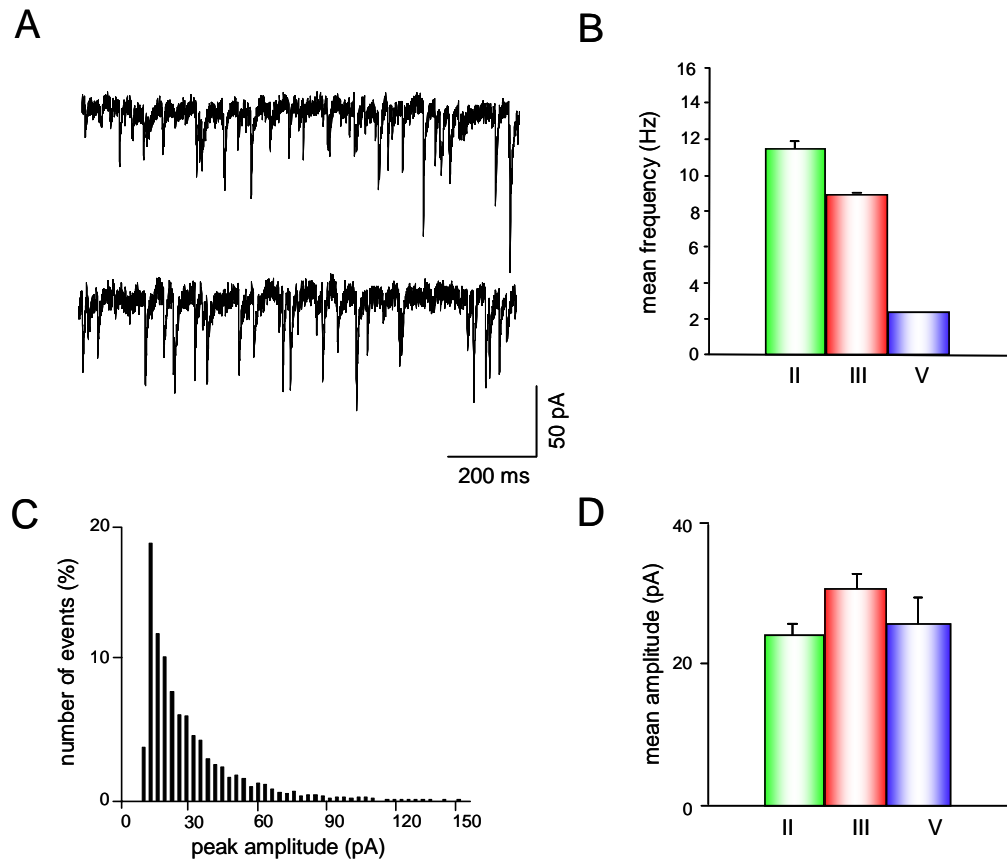 A
50 pA
200 ms
B
mean frequency (Hz)
16
14
12
10
8
6
4
2
0
II III V
C
number of events (%)
20
10
0
0 30 60 90 120 150
peak amplitude (pA)
D
mean amplitude (pA)
40
20
0
II III V